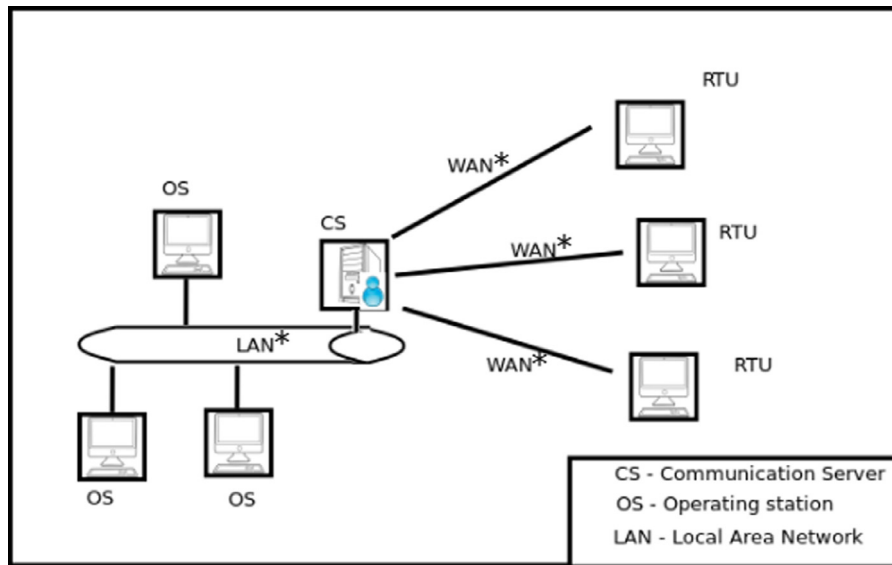 RTU
WAN*
OS
CS
WAN*
RTU
LAN*
WAN*
RTU
OS
OS
CS - Communication Server
OS - Operating station
LAN - Local Area Network